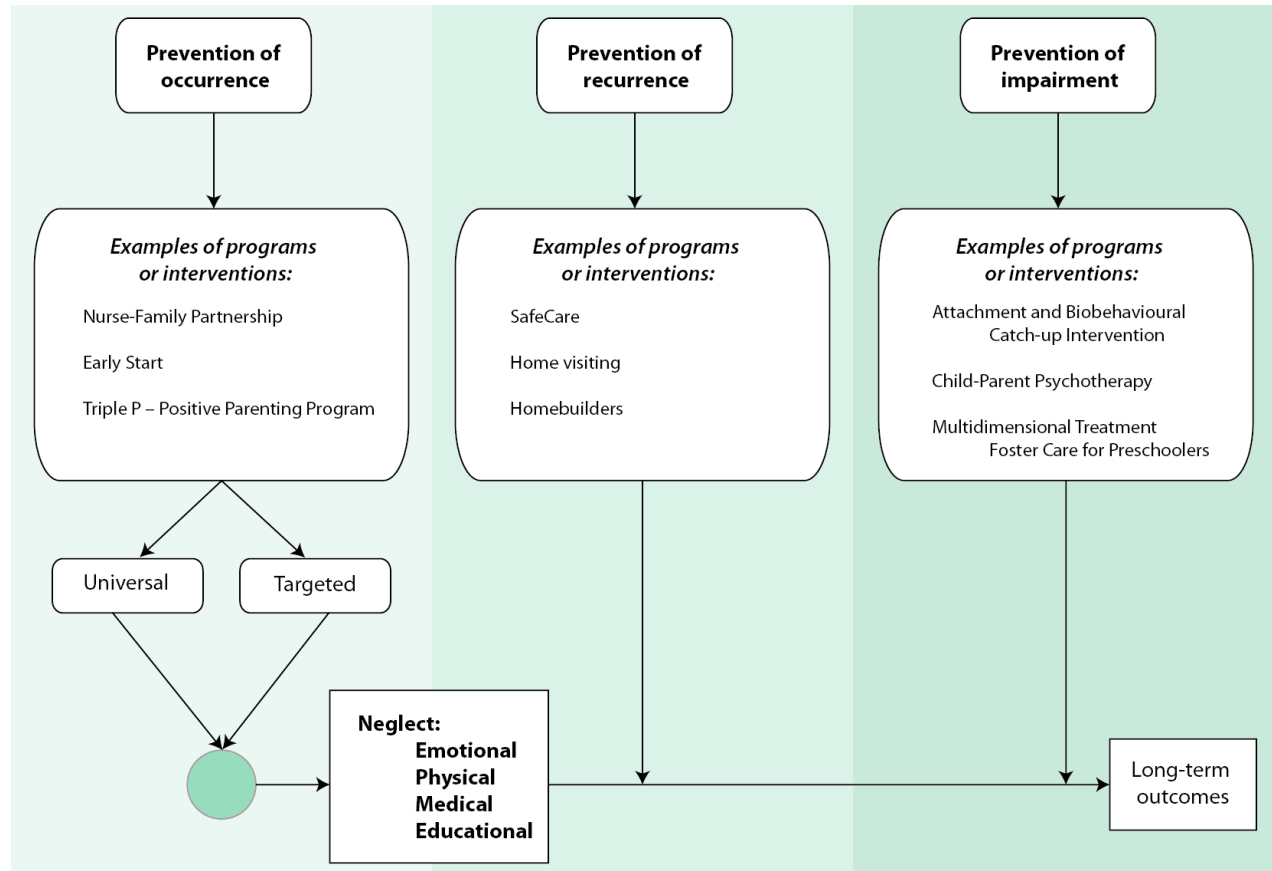 Prevention of
occurrence
Prevention of
recurrence
Prevention of
impairment
Examples of programs
or interventions:
Nurse-Family Partnership
Early Start
Triple P – Positive Parenting Program
Examples of programs
or interventions:
SafeCare
Home visiting
Homebuilders
Examples of programs
or interventions:
Attachment and Biobehavioural
Catch-up Intervention
Child-Parent Psychotherapy
Multidimensional Treatment
Foster Care for Preschoolers
Universal
Targeted
Neglect:
Emotional
Physical
Medical
Educational
Long-term
outcomes